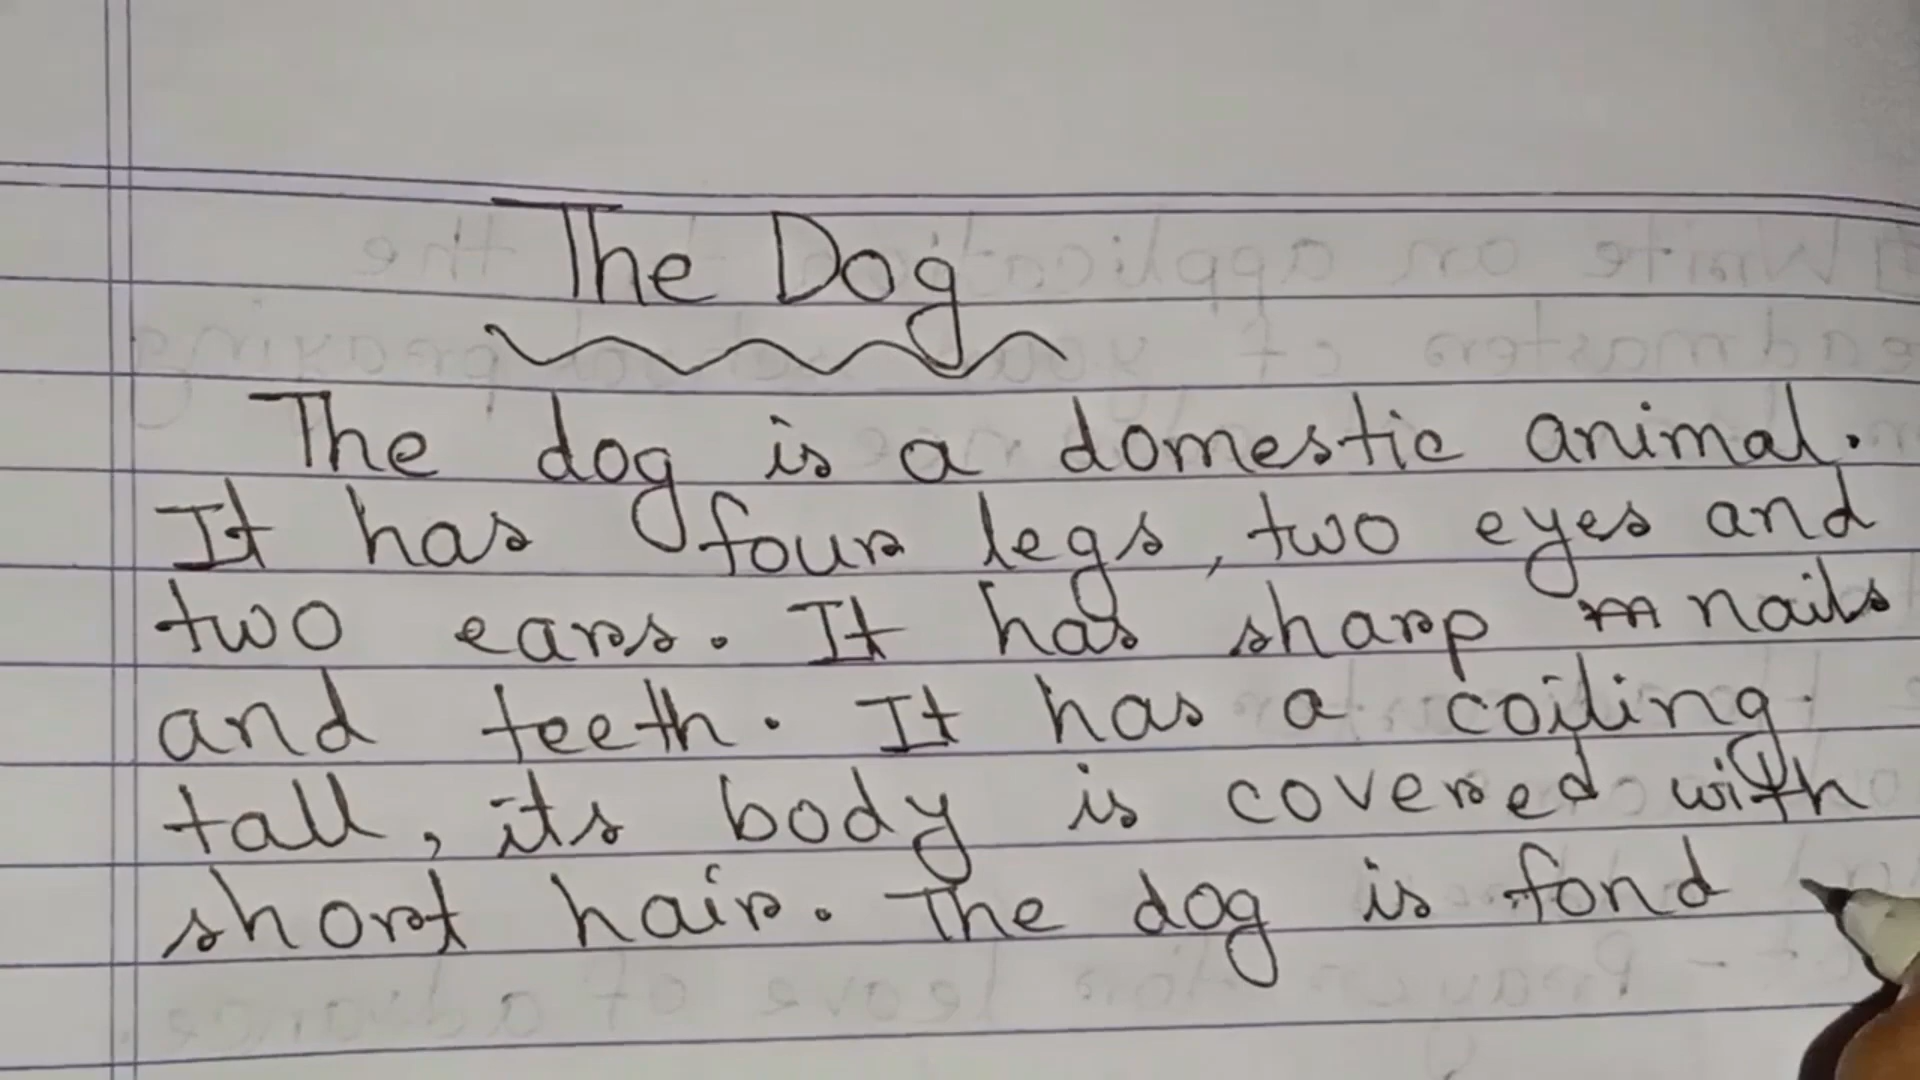 The Dog
The dog is a domestic animal.
It has four legs, two eyes and
two ears. It has sharp nails
and teeth. It has a coiling
tall, its body is covered with
short hair. The dog is fond